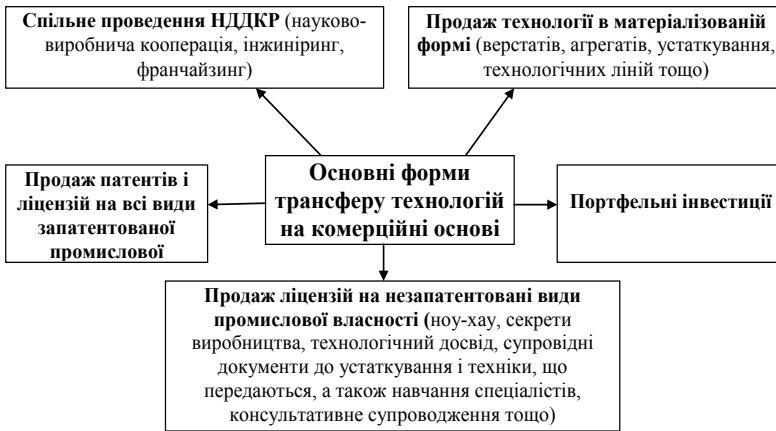 Спільне проведення НДДКР (науково-
виробнича кооперація, інжиніринг,
франчайзинг)
Продаж технології в матеріалізованій
формі (верстатів, агрегатів, устаткування,
технологічних ліній тощо)
Продаж патентів і
ліцензій на всі види
запатентованої
промислової
Основні форми
трансферу технологій
на комерційні основі
Портфельні інвестиції
Продаж ліцензій на незапатентовані види
промислової власності (ноу-хау, секрети
виробництва, технологічний досвід, супровідні
документи до устаткування і техніки, що
передаються, а також навчання спеціалістів,
консультативне супроводження тощо)